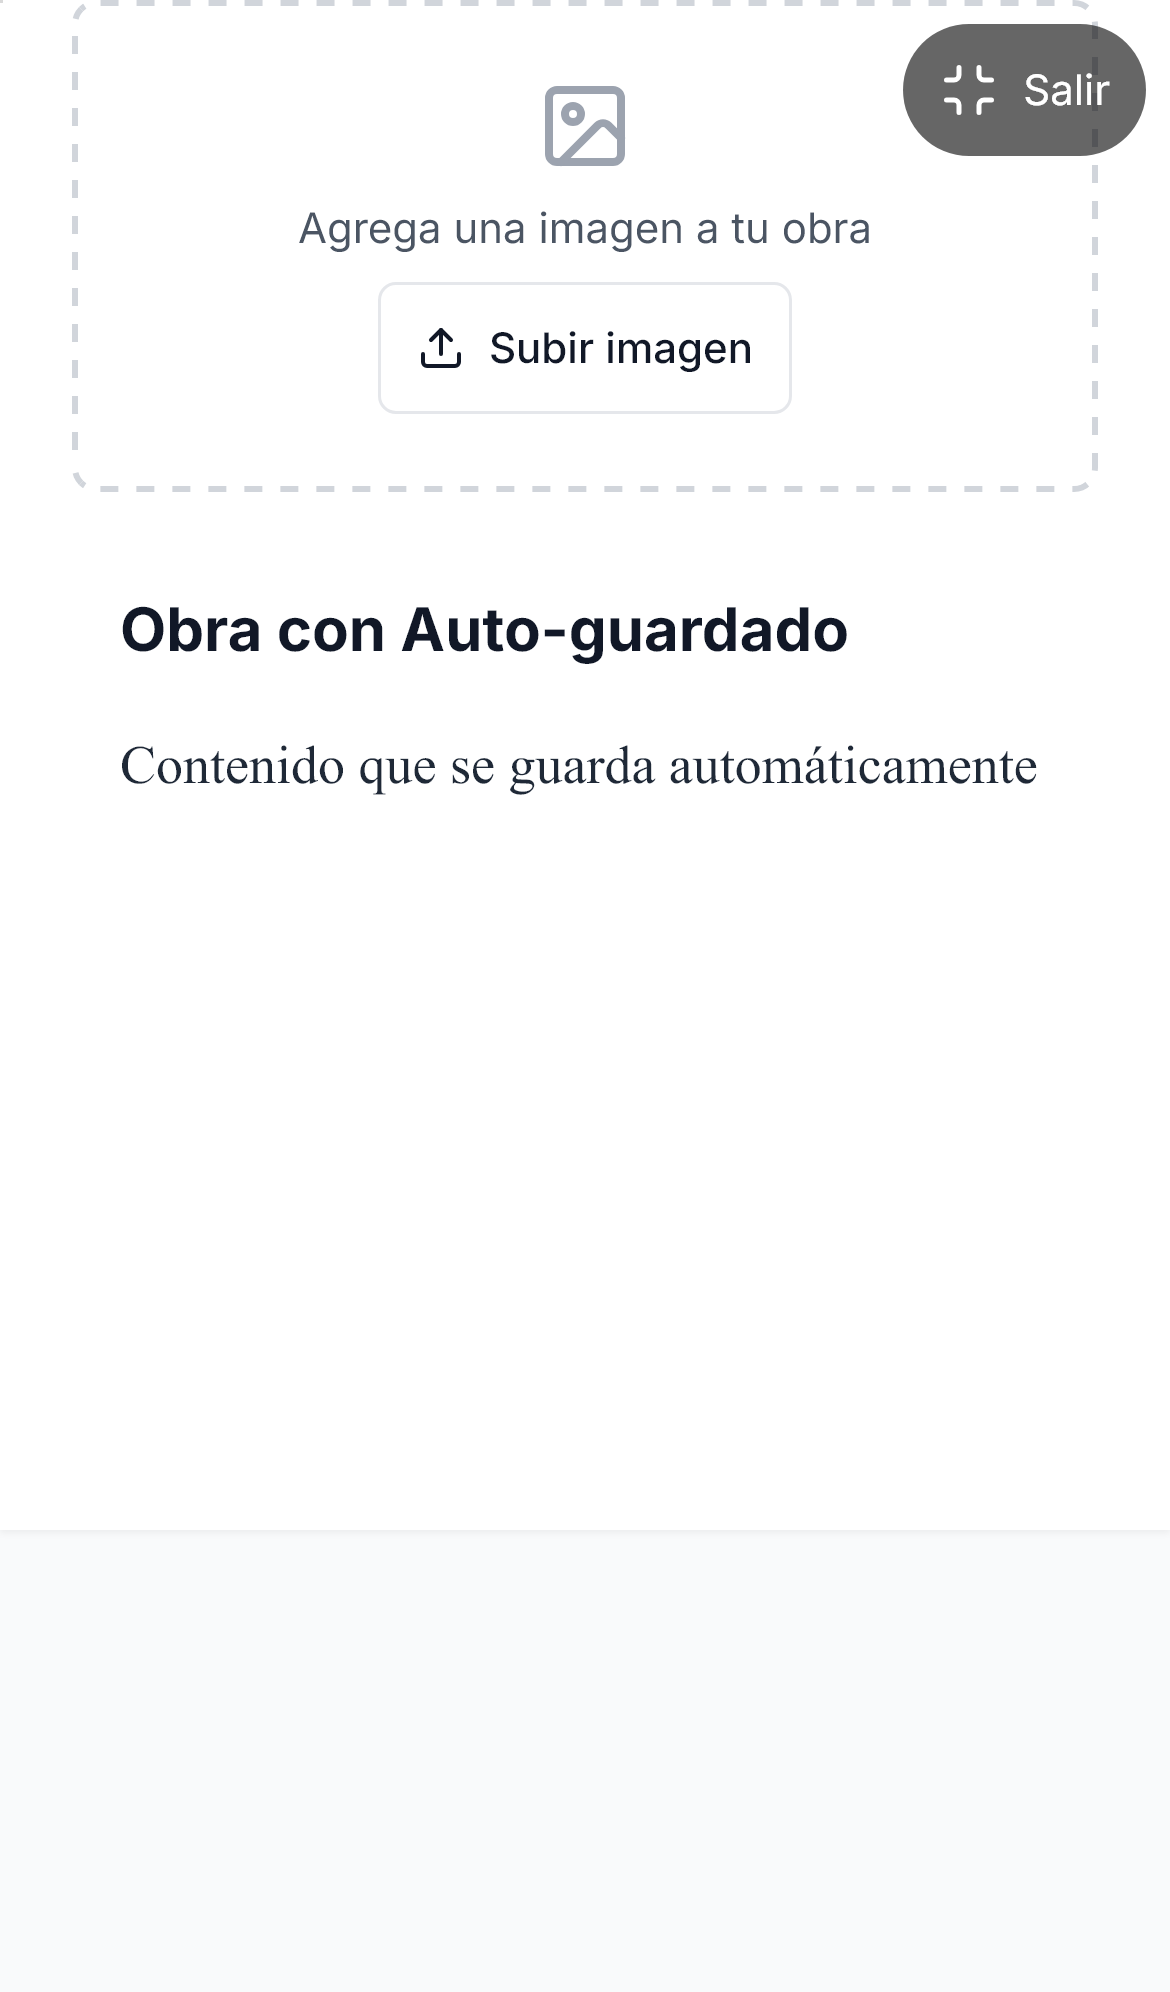 Salir
Agrega una imagen a tu obra
Subir imagen
Obra con Auto-guardado
Contenido que se guarda automáticamente